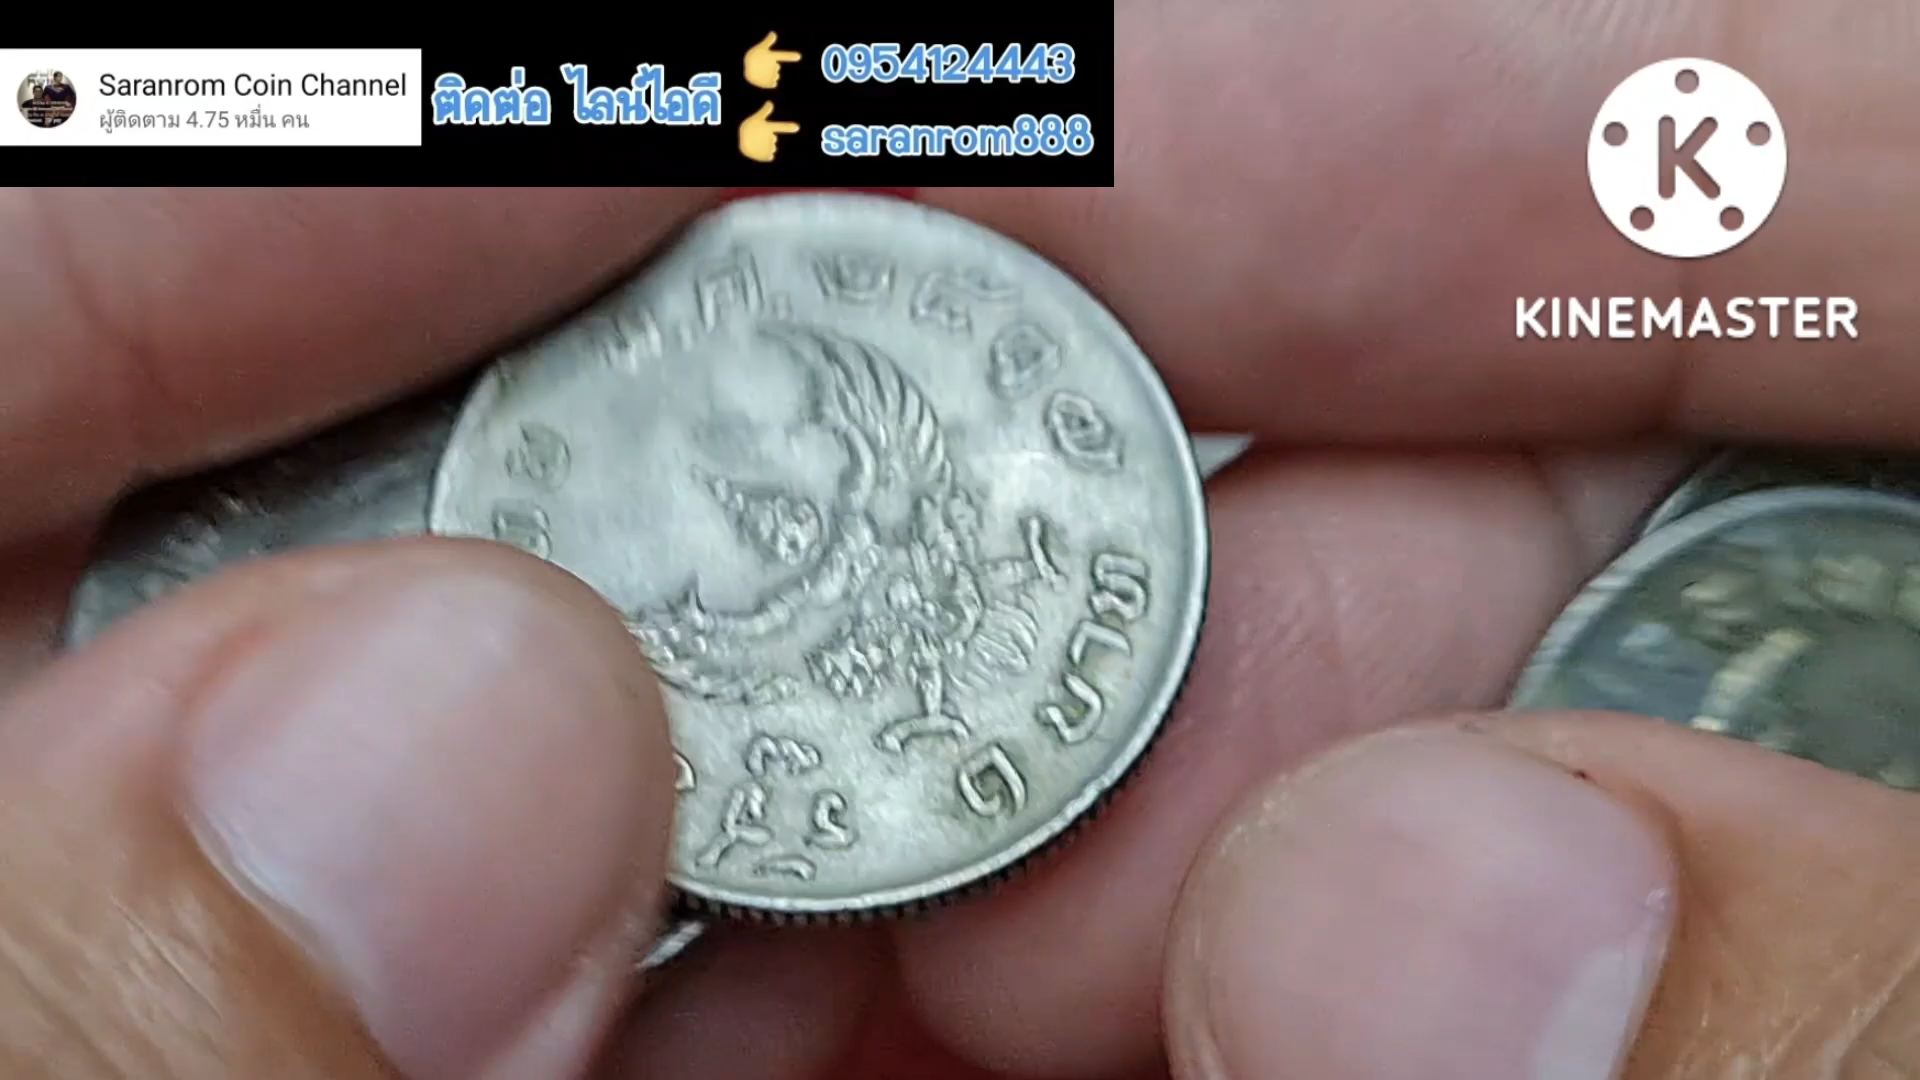 Saranrom Coin Channel
ผู้ติดตาม 4.75 หมื่น คน
ติดต่อ ไลน์ไอดี
👉 0954124443
👉 saranrom888
KINEMASTER
พ.ศ. ๒๕๑๗
๑ บาท